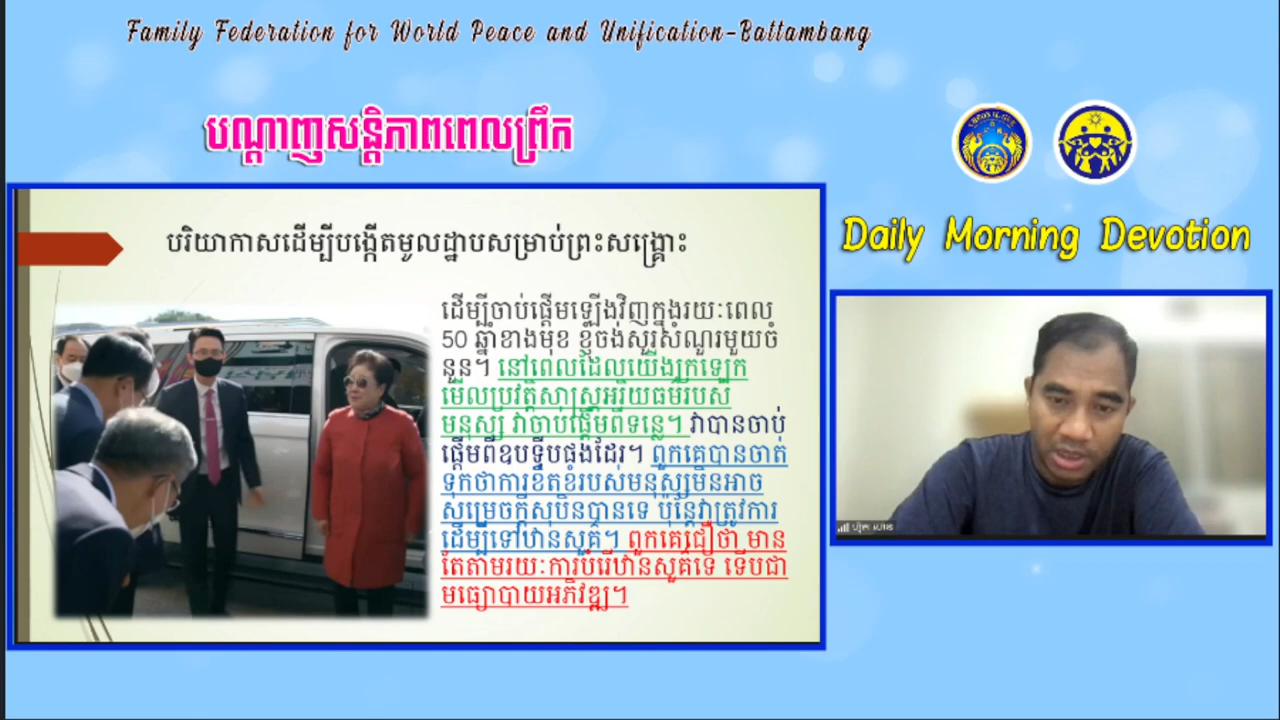 Family Federation for World Peace and Unification-Battambang
បណ្តាញសន្តិភាពពេលព្រឹក
Daily Morning Devotion
បរិយាកាសដើម្បីបង្កើតមូលដ្ឋាបសម្រាប់ព្រះសង្គ្រោះ
ដើម្បីចាប់ផ្តើមឡើងវិញក្នុងរយៈពេល
50 ឆ្នាំខាងមុខ ខ្ញុំចង់សួរសំណួរមួយចំ
នួន។ នៅពេលដែលយើងក្រឡេក
មើលប្រវត្តិសាស្ត្រអរិយធម៌របស់
មនុស្ស វាចាប់ផ្តើមពីទន្លេ។ វាបានចាប់
ផ្តើមពីឧបទ្វីបផងដែរ។ ពួកគេបានចាត់
ទុកថាការខិតខំរបស់មនុស្សមិនអាច
សម្រេចក្តីសុបិនបានទេ ប៉ុន្តែវាត្រូវការ
ដើម្បីទៅឋានសួគ៌។ ពួកគេជឿថា មាន
តែតាមរយៈការបំរើឋានសួគ៌ទេ ទើបជា
មធ្យោបាយអភិវឌ្ឍ។